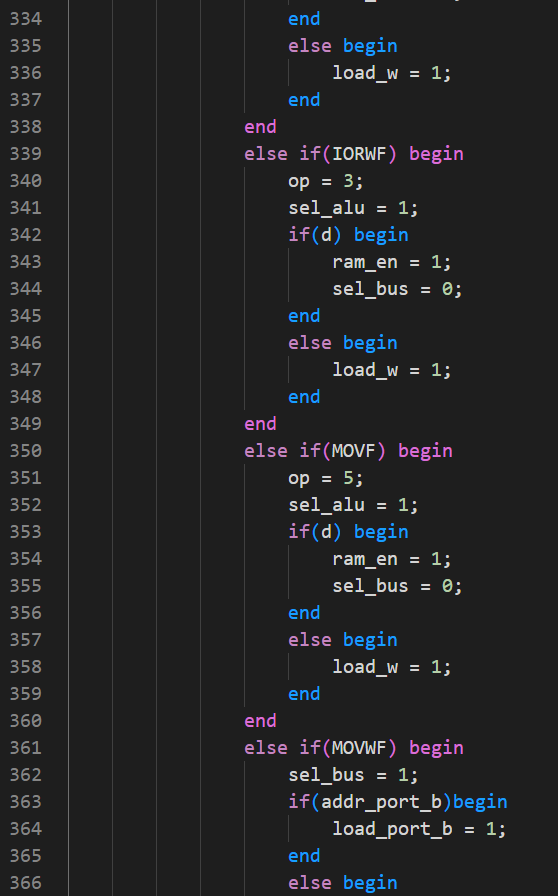 334 end
335 else begin
336 load_w = 1;
337 end
338 end
339 else if(IORWF) begin
340 op = 3;
341 sel_alu = 1;
342 if(d) begin
343 ram_en = 1;
344 sel_bus = 0;
345 end
346 else begin
347 load_w = 1;
348 end
349 end
350 else if(MOVF) begin
351 op = 5;
352 sel_alu = 1;
353 if(d) begin
354 ram_en = 1;
355 sel_bus = 0;
356 end
357 else begin
358 load_w = 1;
359 end
360 end
361 else if(MOVWF) begin
362 sel_bus = 1;
363 if(addr_port_b)begin
364 load_port_b = 1;
365 end
366 else begin